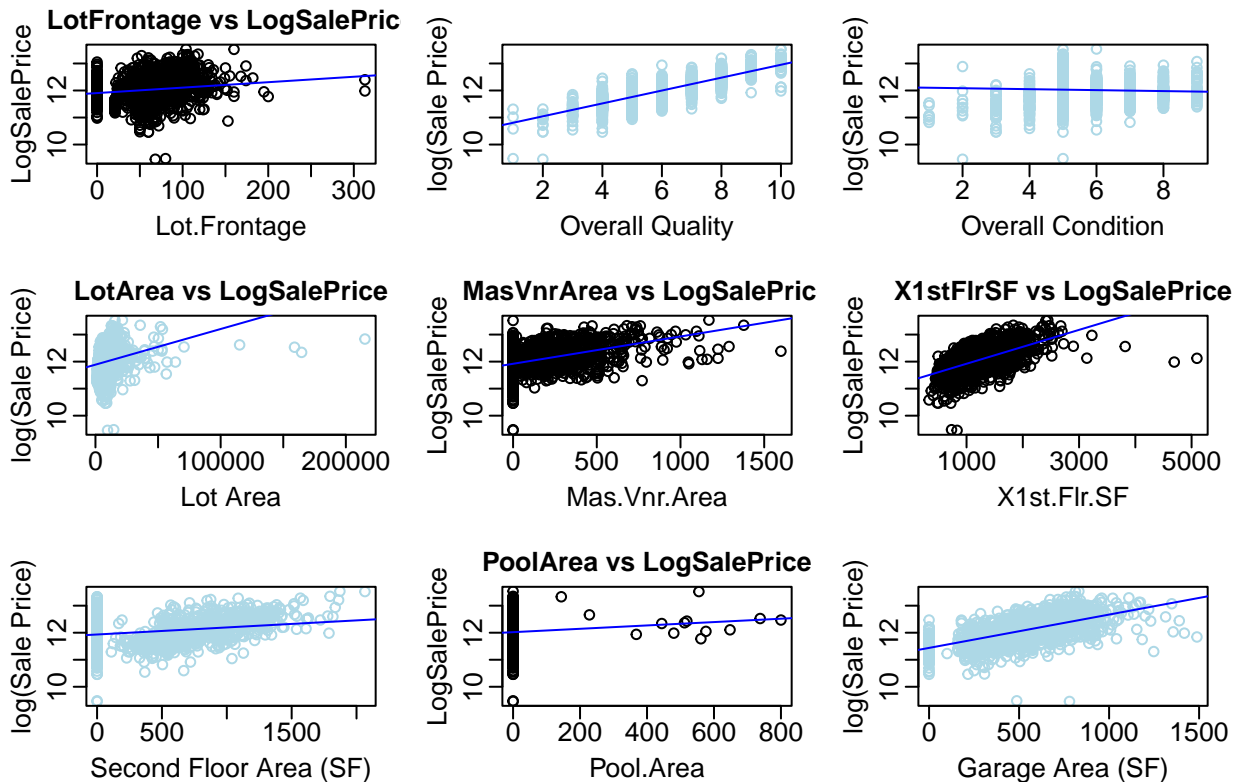 LotFrontage vs LogSalePric
LogSalePrice
10 12
0 100 200 300
Lot.Frontage
log(Sale Price)
10 12
2 4 6 8 10
Overall Quality
log(Sale Price)
10 12
2 4 6 8
Overall Condition
LotArea vs LogSalePrice
log(Sale Price)
10 12
0 100000 200000
Lot Area
MasVnrArea vs LogSalePric
LogSalePrice
10 12
0 500 1000 1500
Mas.Vnr.Area
X1stFlrSF vs LogSalePrice
LogSalePrice
10 12
1000 3000 5000
X1st.Flr.SF
log(Sale Price)
10 12
0 500 1500
Second Floor Area (SF)
PoolArea vs LogSalePrice
LogSalePrice
10 12
0 200 400 600 800
Pool.Area
log(Sale Price)
10 12
0 500 1000 1500
Garage Area (SF)